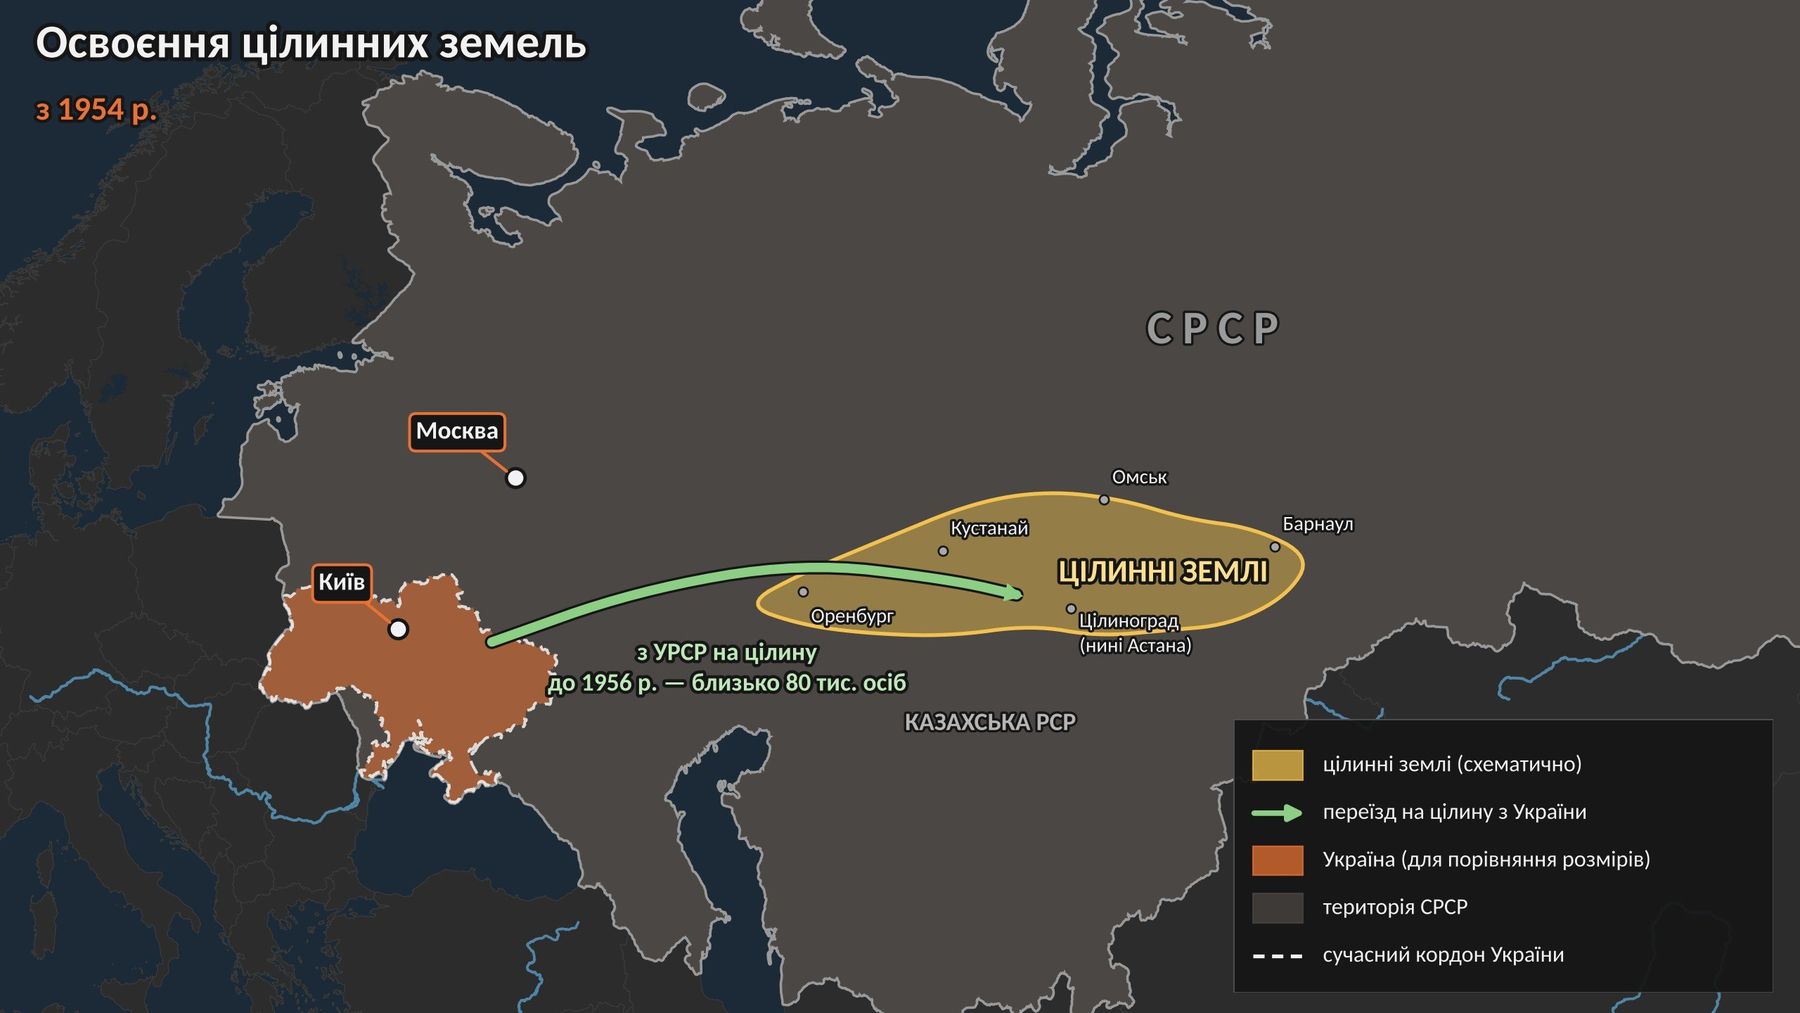 Освоєння цілинних земель
з 1954 р.
СРСР
Москва
Омськ
Барнаул
Кустанай
ЦІЛИННІ ЗЕМЛІ
Київ
Оренбург
Цілиноград
(нині Астана)
з УРСР на цілину
до 1956 р. — близько 80 тис. осіб
КАЗАХСЬКА РСР
цілинні землі (схематично)
переїзд на цілину з України
Україна (для порівняння розмірів)
територія СРСР
сучасний кордон України